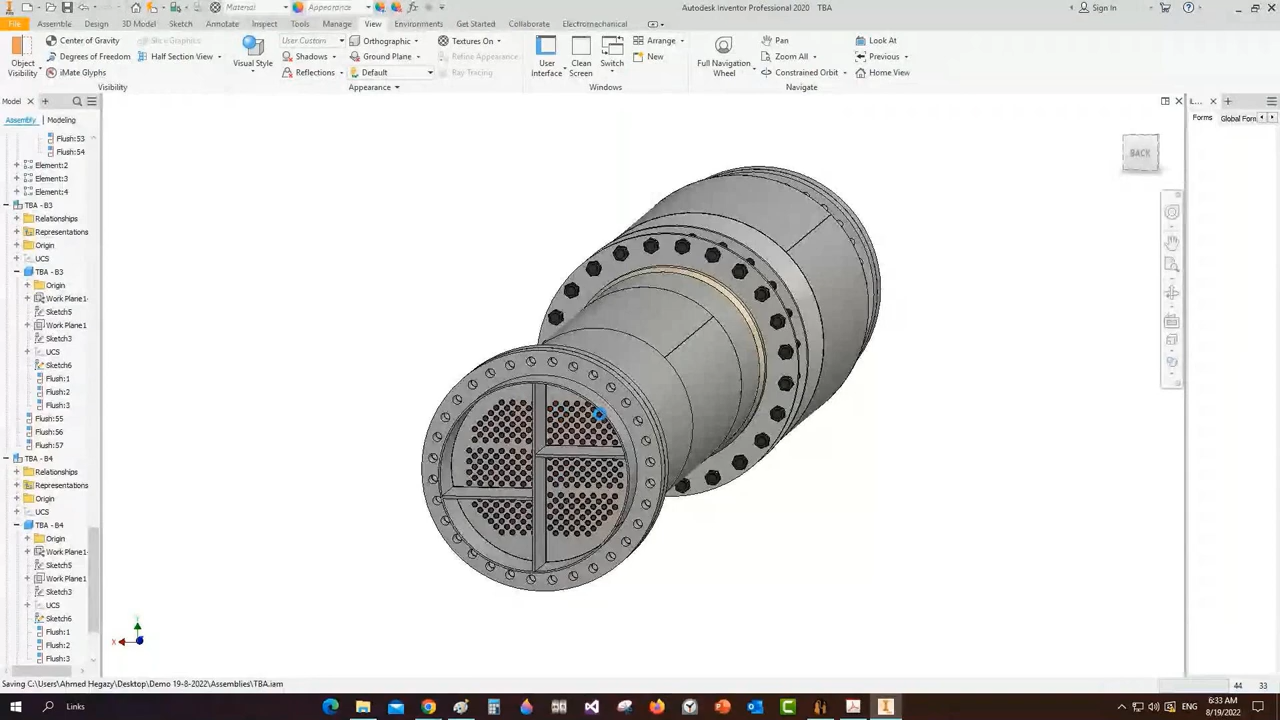 Material
Appearance
Autodesk Inventor Professional 2020
TBA
Sign In
File
Assemble
Design
3D Model
Sketch
Annotate
Inspect
Tools
Manage
View
Environments
Get Started
Collaborate
Electromechanical
Object
Visibility
Center of Gravity
Degrees of Freedom
iMate Glyphs
Slice Graphics
Half Section View
Visibility
Visual Style
User Custom
Shadows
Reflections
Orthographic
Ground Plane
Default
Textures On
Refine Appearance
Ray Tracing
Appearance
User
Interface
Clean
Screen
Switch
Arrange
New
Windows
Full Navigation
Wheel
Pan
Zoom All
Constrained Orbit
Look At
Previous
Home View
Navigate
Model
Assembly
Modeling
Flush:53
Flush:54
Element:2
Element:3
Element:4
TBA - B3
Relationships
Representations
Origin
UCS
TBA - B3
Origin
Work Plane1
Sketch5
Work Plane1
Sketch3
UCS
Sketch6
Flush:1
Flush:2
Flush:3
Flush:55
Flush:56
Flush:57
TBA - B4
Relationships
Representations
Origin
UCS
TBA - B4
Origin
Work Plane1
Sketch5
Work Plane1
Sketch3
UCS
Sketch6
Flush:1
Flush:2
Flush:3
BACK
X
Forms
Global Forn
Saving C:\Users\Ahmed Hegazy\Desktop\Demo 19-8-2022\Assemblies\TBA.iam
44
33
Links
6:33 AM
8/19/2022